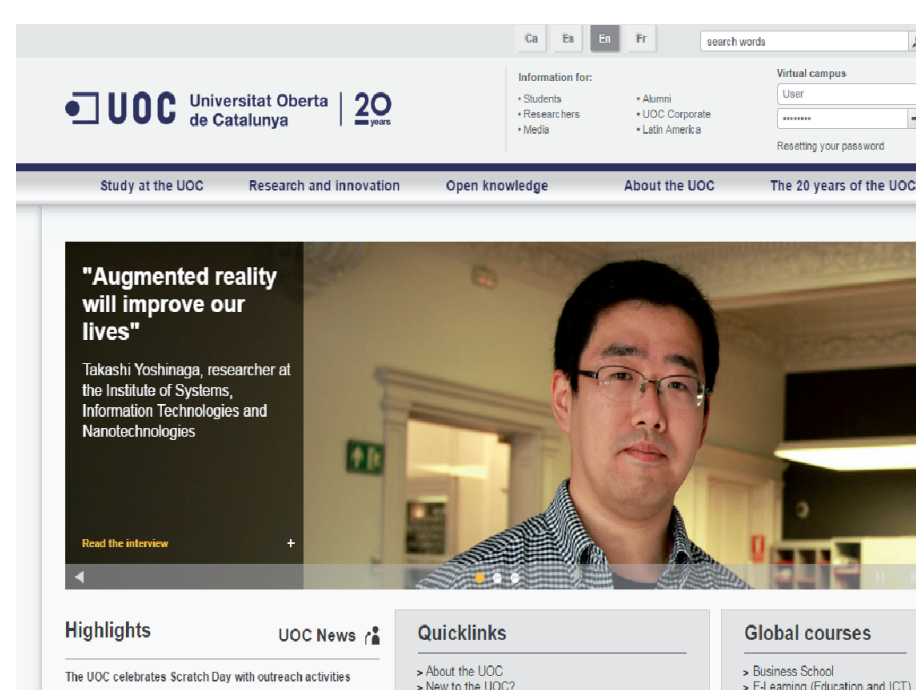 Ca Es En Fr
search words
UOC Universitat Oberta
de Catalunya
20
years
Information for:
• Students
• Researchers
• Media
• Alumni
• UOC Corporate
• Latin America
Virtual campus
User
••••••••
Resetting your password
Study at the UOC Research and innovation Open knowledge About the UOC The 20 years of the UOC
"Augmented reality
will improve our
lives"
Takashi Yoshinaga, researcher at
the Institute of Systems,
Information Technologies and
Nanotechnologies
Read the interview +
Highlights
UOC News
The UOC celebrates Scratch Day with outreach activities
Quicklinks
> About the UOC
> New to the UOC?
Global courses
> Business School
> E-Learning (Education and ICT)